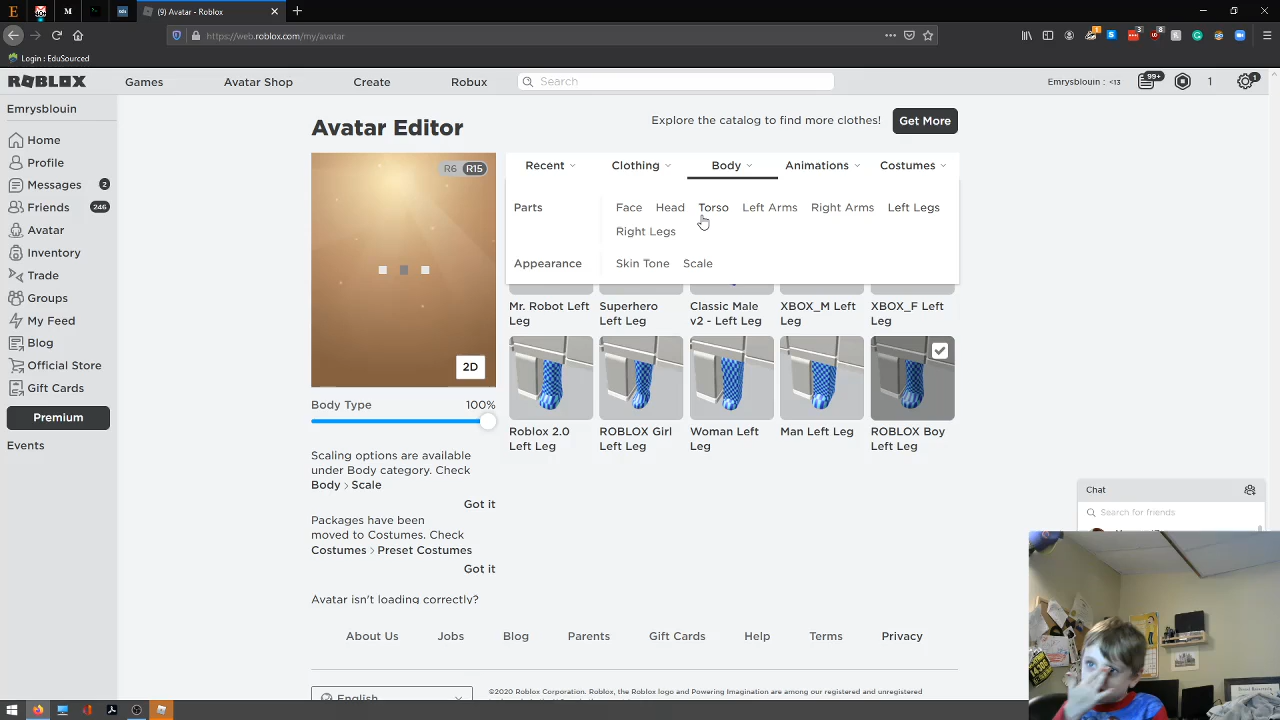 (9) Avatar - Roblox
https://web.roblox.com/my/avatar
Login : EduSourced
ROBLOX
Games
Avatar Shop
Create
Robux
Search
Emrysblouin : <13
99+
1
1
Emrysblouin
Home
Profile
Messages 2
Friends 246
Avatar
Inventory
Trade
Groups
My Feed
Blog
Official Store
Gift Cards
Premium
Events
Avatar Editor
Explore the catalog to find more clothes!
Get More
R6 R15
2D
Body Type 100%
Scaling options are available
under Body category. Check
Body > Scale
Got it
Packages have been
moved to Costumes. Check
Costumes > Preset Costumes
Got it
Avatar isn't loading correctly?
Recent
Clothing
Body
Animations
Costumes
Parts
Face Head Torso Left Arms Right Arms Left Legs
Right Legs
Appearance
Skin Tone Scale
Mr. Robot Left
Leg
Superhero
Left Leg
Classic Male
v2 - Left Leg
XBOX_M Left
Leg
XBOX_F Left
Leg
Roblox 2.0
Left Leg
ROBLOX Girl
Left Leg
Woman Left
Leg
Man Left Leg
ROBLOX Boy
Left Leg
Chat
Search for friends
About Us
Jobs
Blog
Parents
Gift Cards
Help
Terms
Privacy
English
©2020 Roblox Corporation. Roblox, the Roblox logo and Powering Imagination are among our registered and unregistered